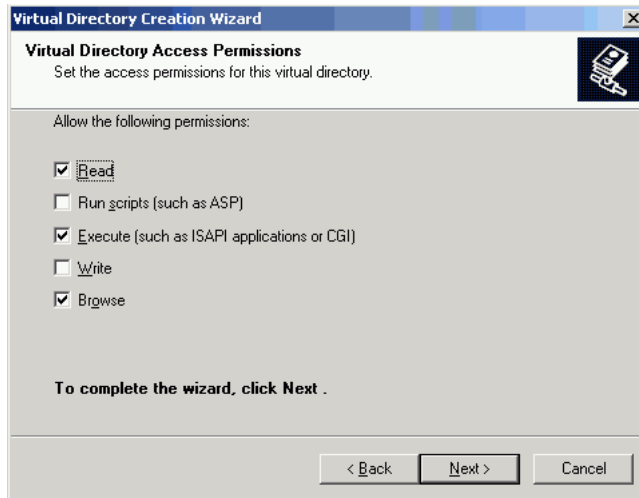 Virtual Directory Creation Wizard
Virtual Directory Access Permissions
Set the access permissions for this virtual directory.
Allow the following permissions:
Read
Run scripts (such as ASP)
Execute (such as ISAPI applications or CGI)
Write
Browse
To complete the wizard, click Next .
< Back Next > Cancel